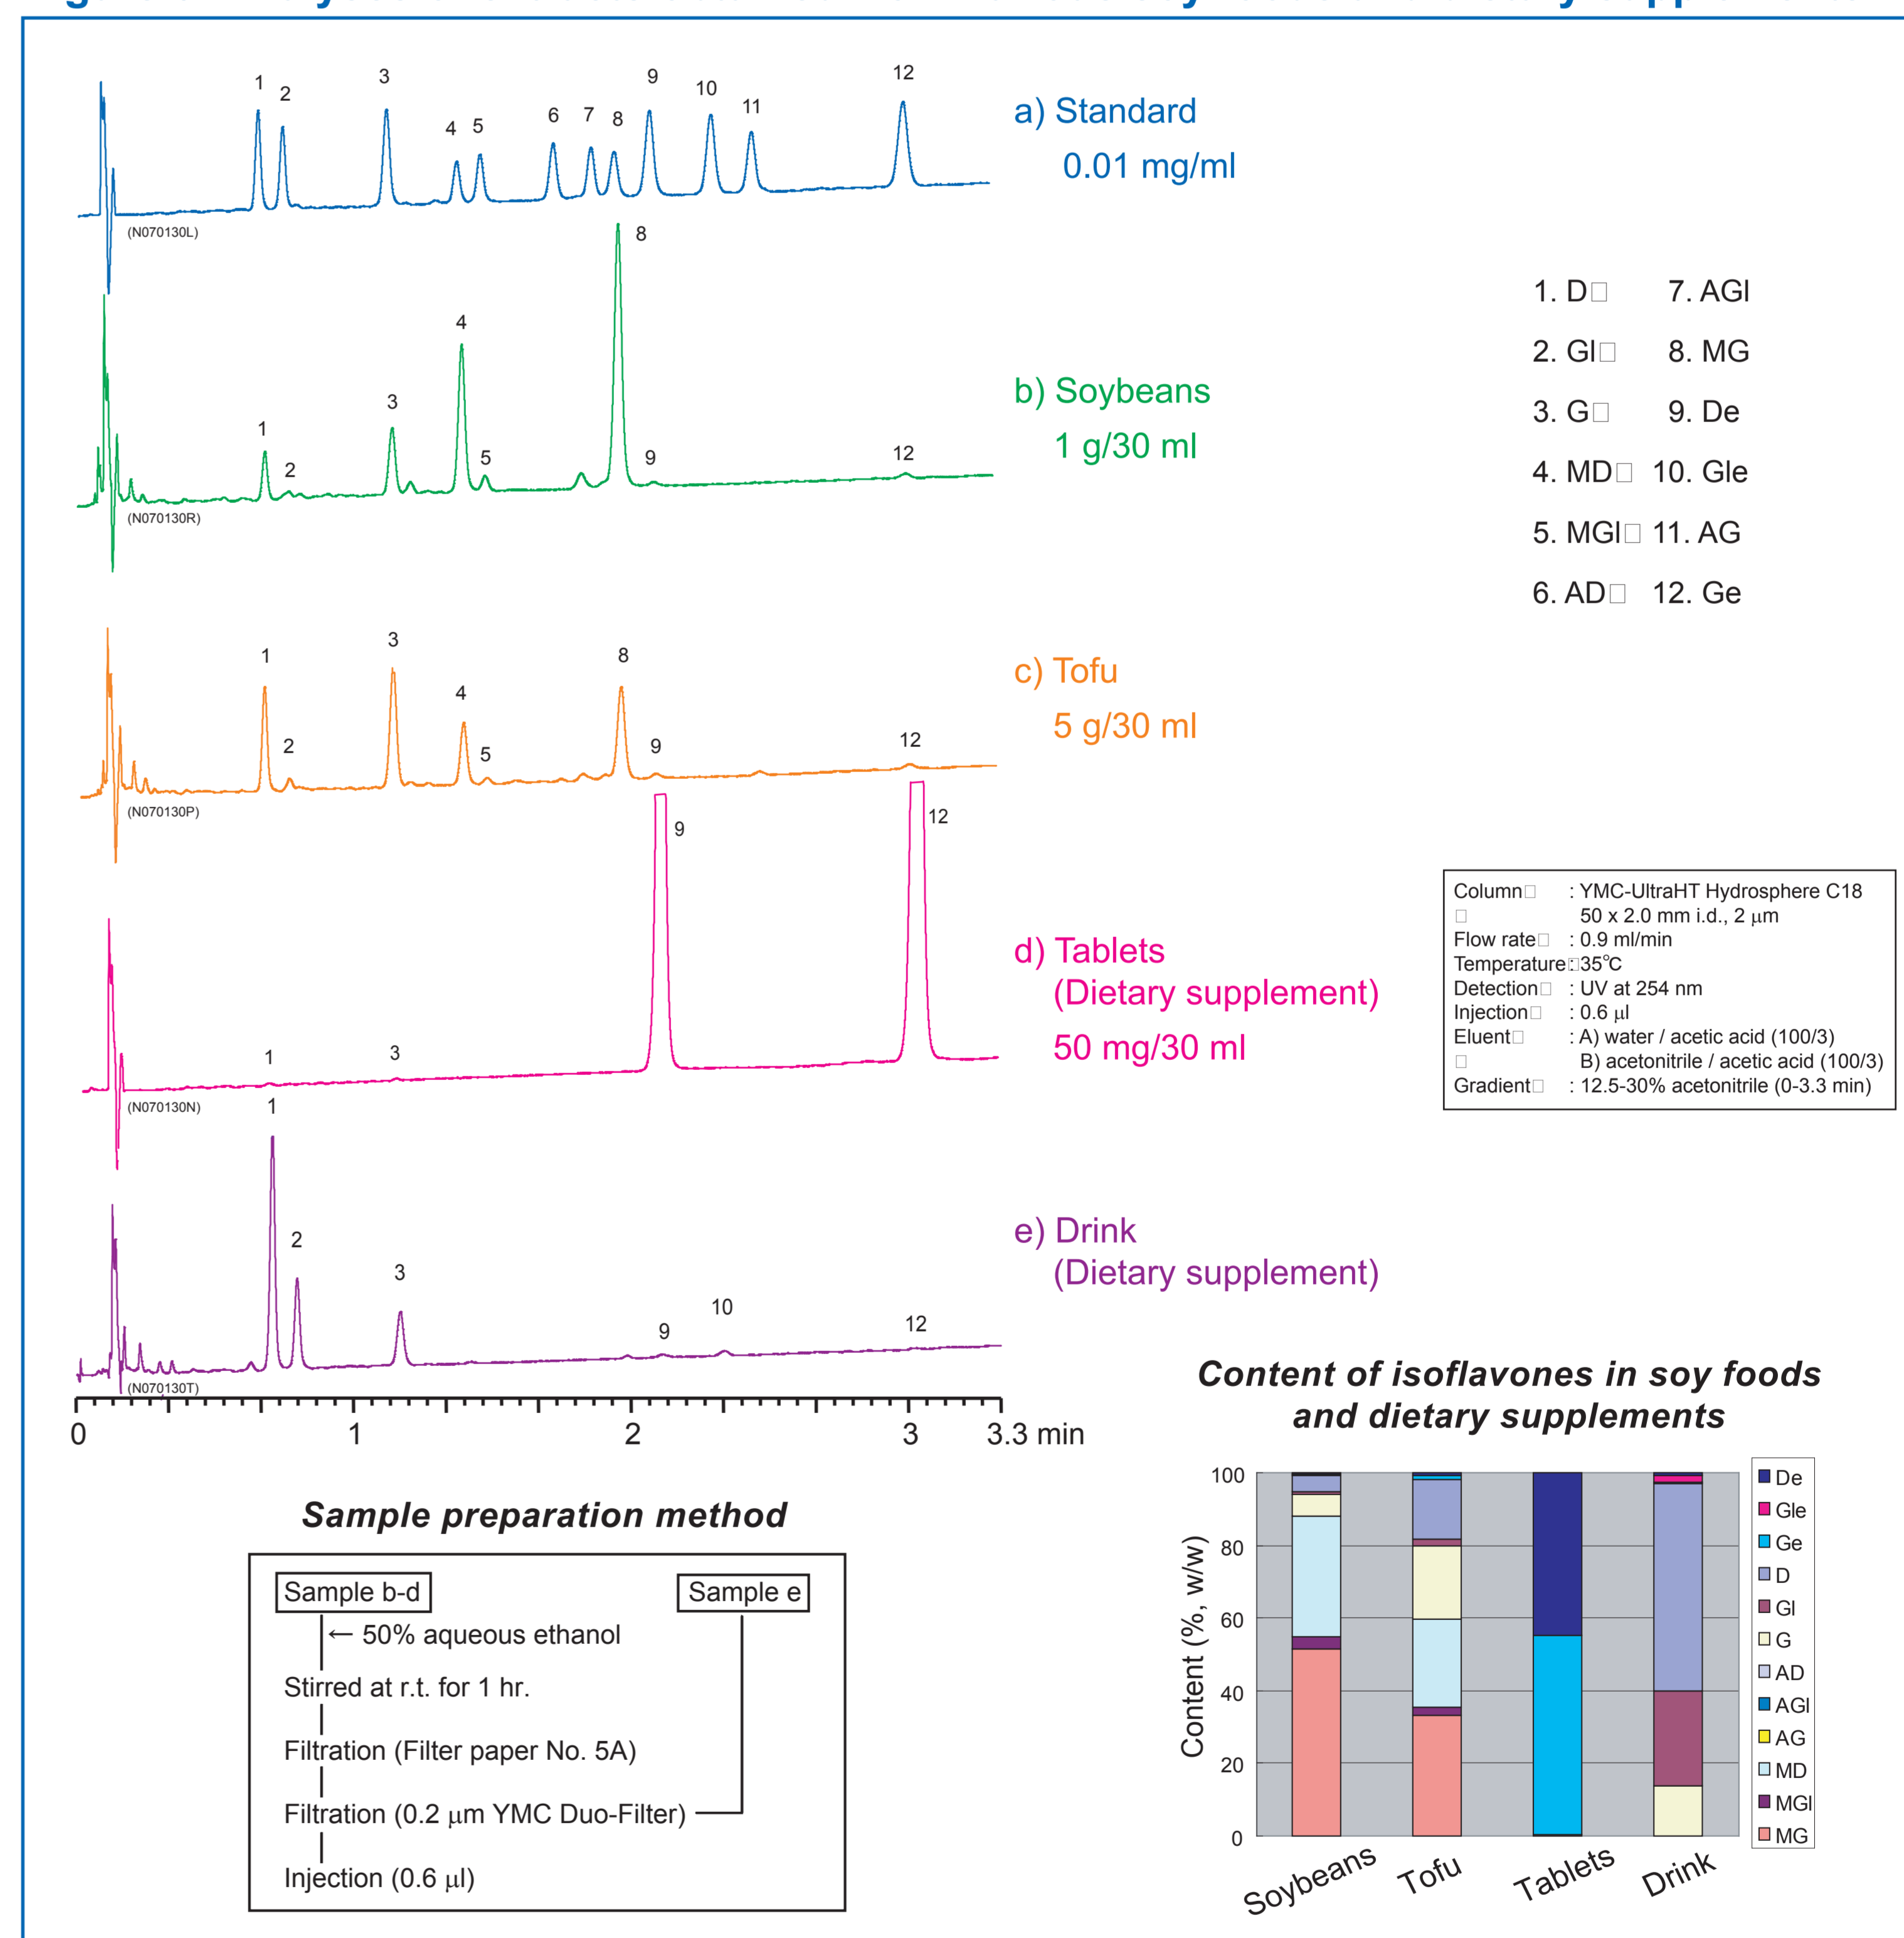 1 2 3 4 5 6 7 8 9 10 11 12
a) Standard
0.01 mg/ml
(N070130L)
1 2 3 4 5 8 9 12
b) Soybeans
1 g/30 ml
(N070130R)
1. D□ 7. AGl
2. Gl□ 8. MG
3. G□ 9. De
4. MD□ 10. Gle
5. MGl□ 11. AG
6. AD□ 12. Ge
1 2 3 4 5 8 9 12
c) Tofu
5 g/30 ml
(N070130P)
1 3 9 12
d) Tablets
(Dietary supplement)
50 mg/30 ml
(N070130N)
Column□ : YMC-UltraHT Hydrosphere C18
□ 50 x 2.0 mm i.d., 2 μm
Flow rate□ : 0.9 ml/min
Temperature□: 35℃
Detection□ : UV at 254 nm
Injection□ : 0.6 μl
Eluent□ : A) water / acetic acid (100/3)
□ B) acetonitrile / acetic acid (100/3)
Gradient□ : 12.5-30% acetonitrile (0-3.3 min)
1 2 3 9 10 12
e) Drink
(Dietary supplement)
(N070130T)
0 1 2 3 3.3 min
Sample preparation method
Sample b-d Sample e
← 50% aqueous ethanol
Stirred at r.t. for 1 hr.
Filtration (Filter paper No. 5A)
Filtration (0.2 μm YMC Duo-Filter)
Injection (0.6 μl)
Content of isoflavones in soy foods
and dietary supplements
Content (%, w/w)
100
80
60
40
20
0
Soybeans Tofu Tablets Drink
De
Gle
Ge
D
Gl
G
AD
AGl
AG
MD
MGl
MG